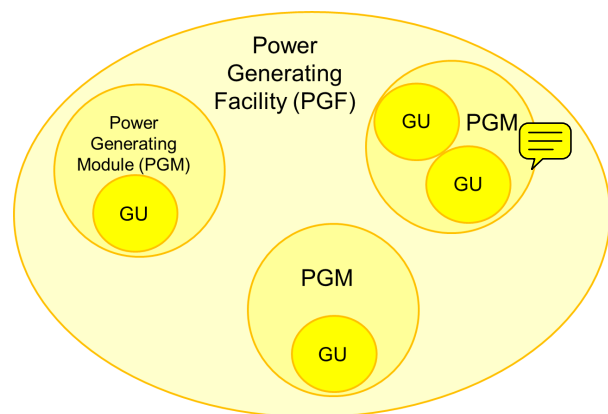 Power
Generating
Facility (PGF)
Power
Generating
Module (PGM)
GU
GU
PGM
GU
PGM
GU